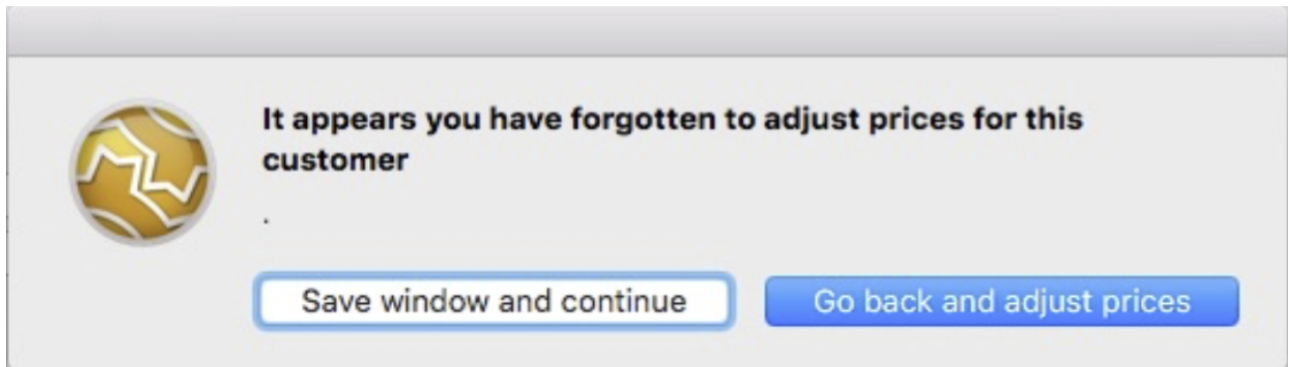 It appears you have forgotten to adjust prices for this
customer
.
Save window and continue
Go back and adjust prices